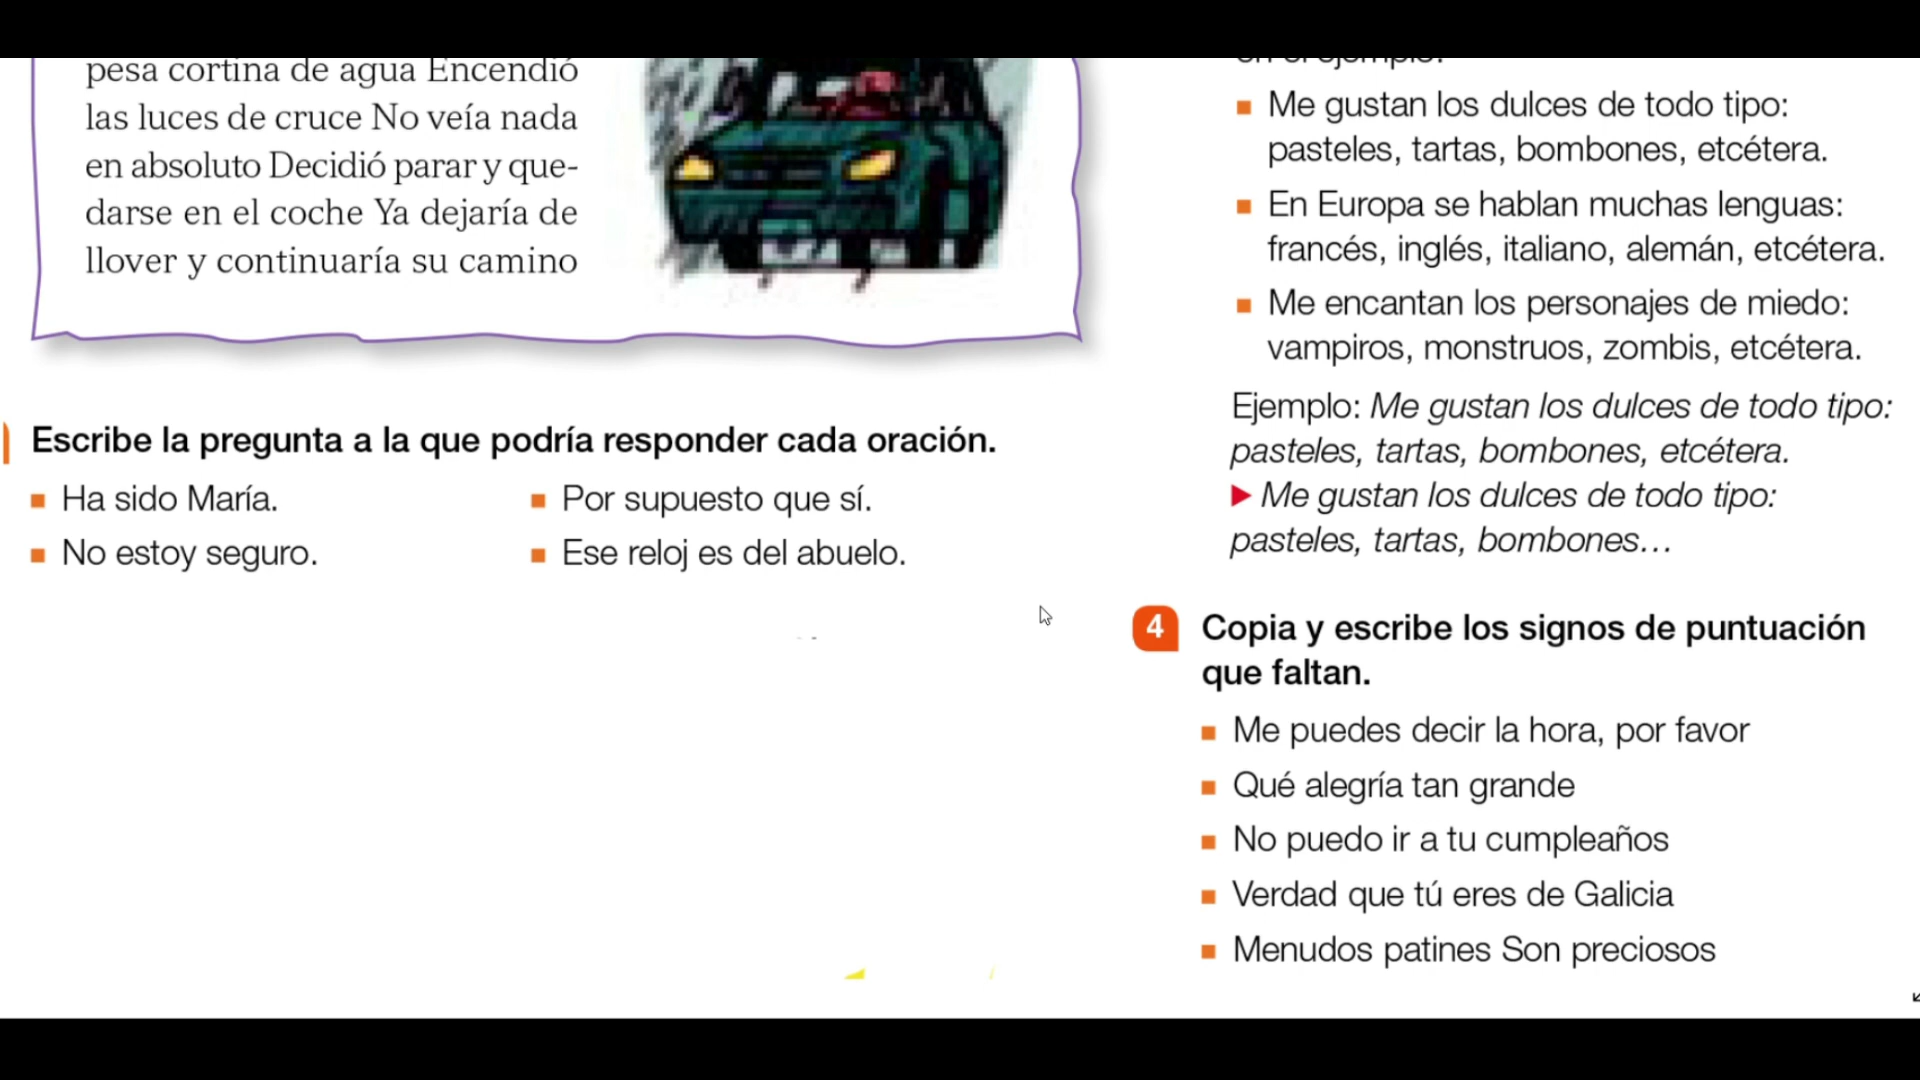 pesa cortina de agua Encendió
las luces de cruce No veía nada
en absoluto Decidió parar y que-
darse en el coche Ya dejaría de
llover y continuaría su camino
Escribe la pregunta a la que podría responder cada oración.
Ha sido María.
No estoy seguro.
Por supuesto que sí.
Ese reloj es del abuelo.
en el ejemplo.
Me gustan los dulces de todo tipo:
pasteles, tartas, bombones, etcétera.
En Europa se hablan muchas lenguas:
francés, inglés, italiano, alemán, etcétera.
Me encantan los personajes de miedo:
vampiros, monstruos, zombis, etcétera.
Ejemplo: Me gustan los dulces de todo tipo:
pasteles, tartas, bombones, etcétera.
▶ Me gustan los dulces de todo tipo:
pasteles, tartas, bombones...
4 Copia y escribe los signos de puntuación
que faltan.
Me puedes decir la hora, por favor
Qué alegría tan grande
No puedo ir a tu cumpleaños
Verdad que tú eres de Galicia
Menudos patines Son preciosos